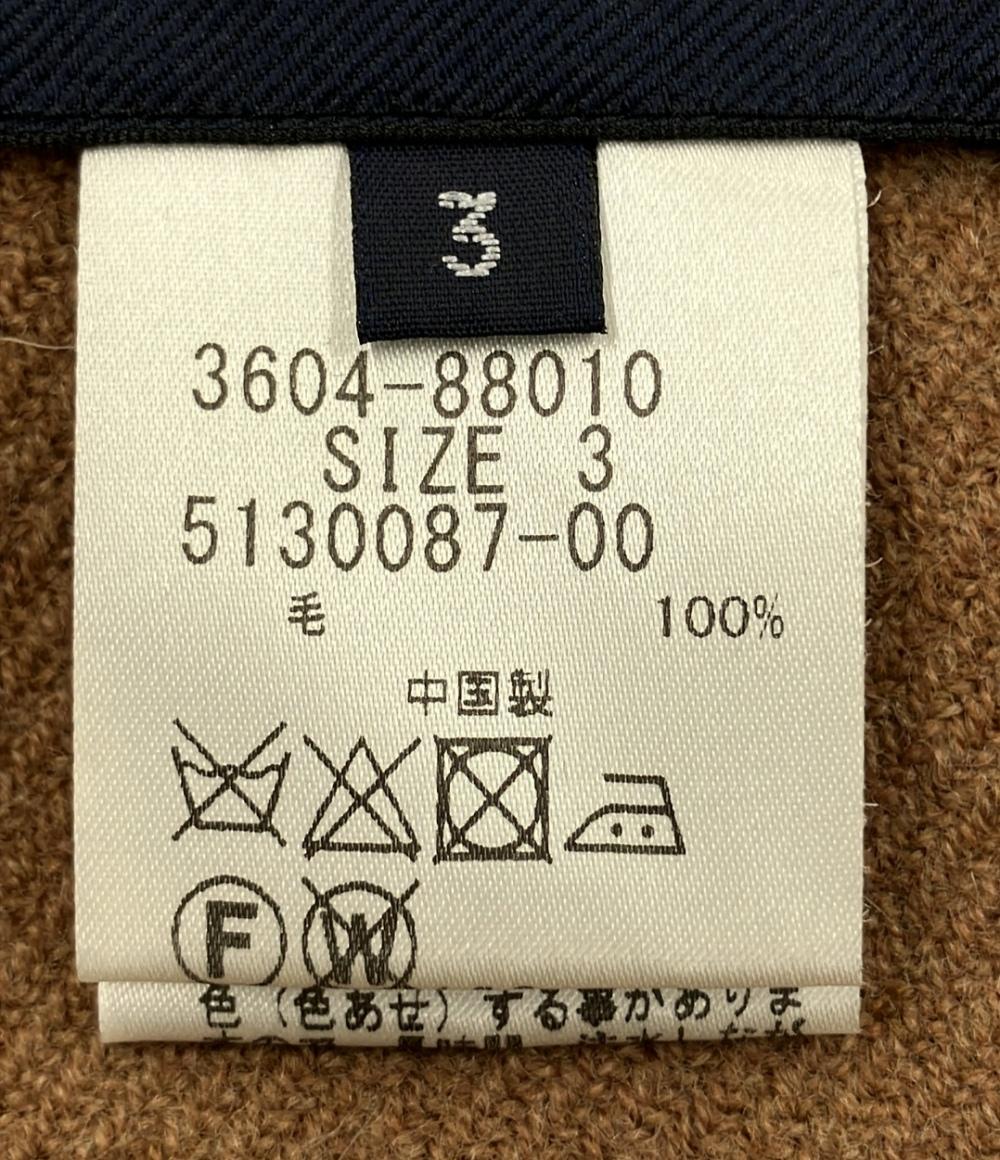 3
3604-88010
SIZE 3
5130087-00
毛 100%
中国製
F W
色（色あせ）する事がありま